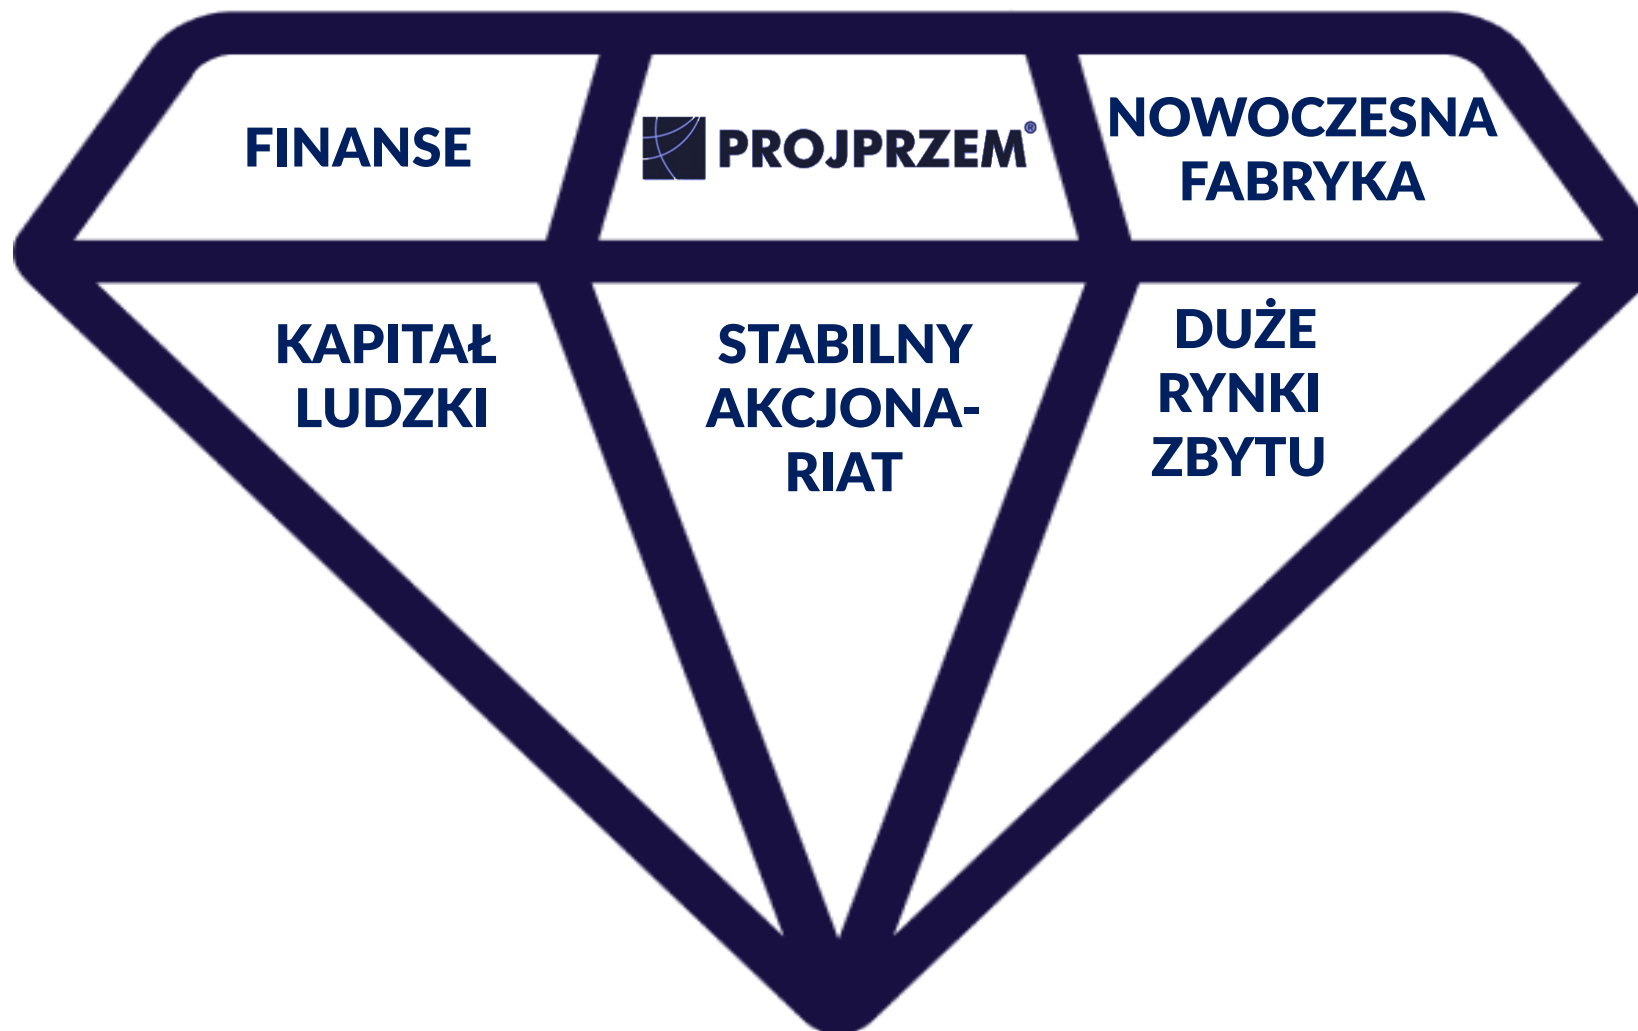 FINANSE
PROJPRZEM®
NOWOCZESNA
FABRYKA
KAPITAŁ
LUDZKI
STABILNY
AKCJONA-
RIAT
DUŻE
RYNKI
ZBYTU